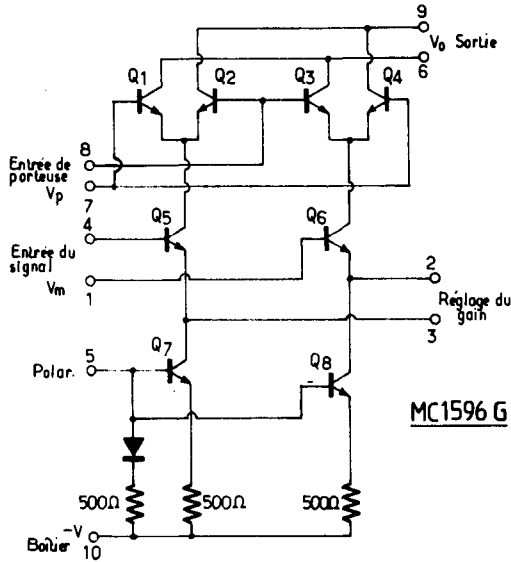 9
V₀ Sortie
6
Q1
Q2
Q3
Q4
8
Entrée de
porteuse
Vp
7
4
Q5
Q6
Entrée du
signal
Vm
1
2
Réglage du
gain
3
5
Polar.
Q7
Q8
MC1596 G
500Ω
500Ω
500Ω
-V
Boîtier
10